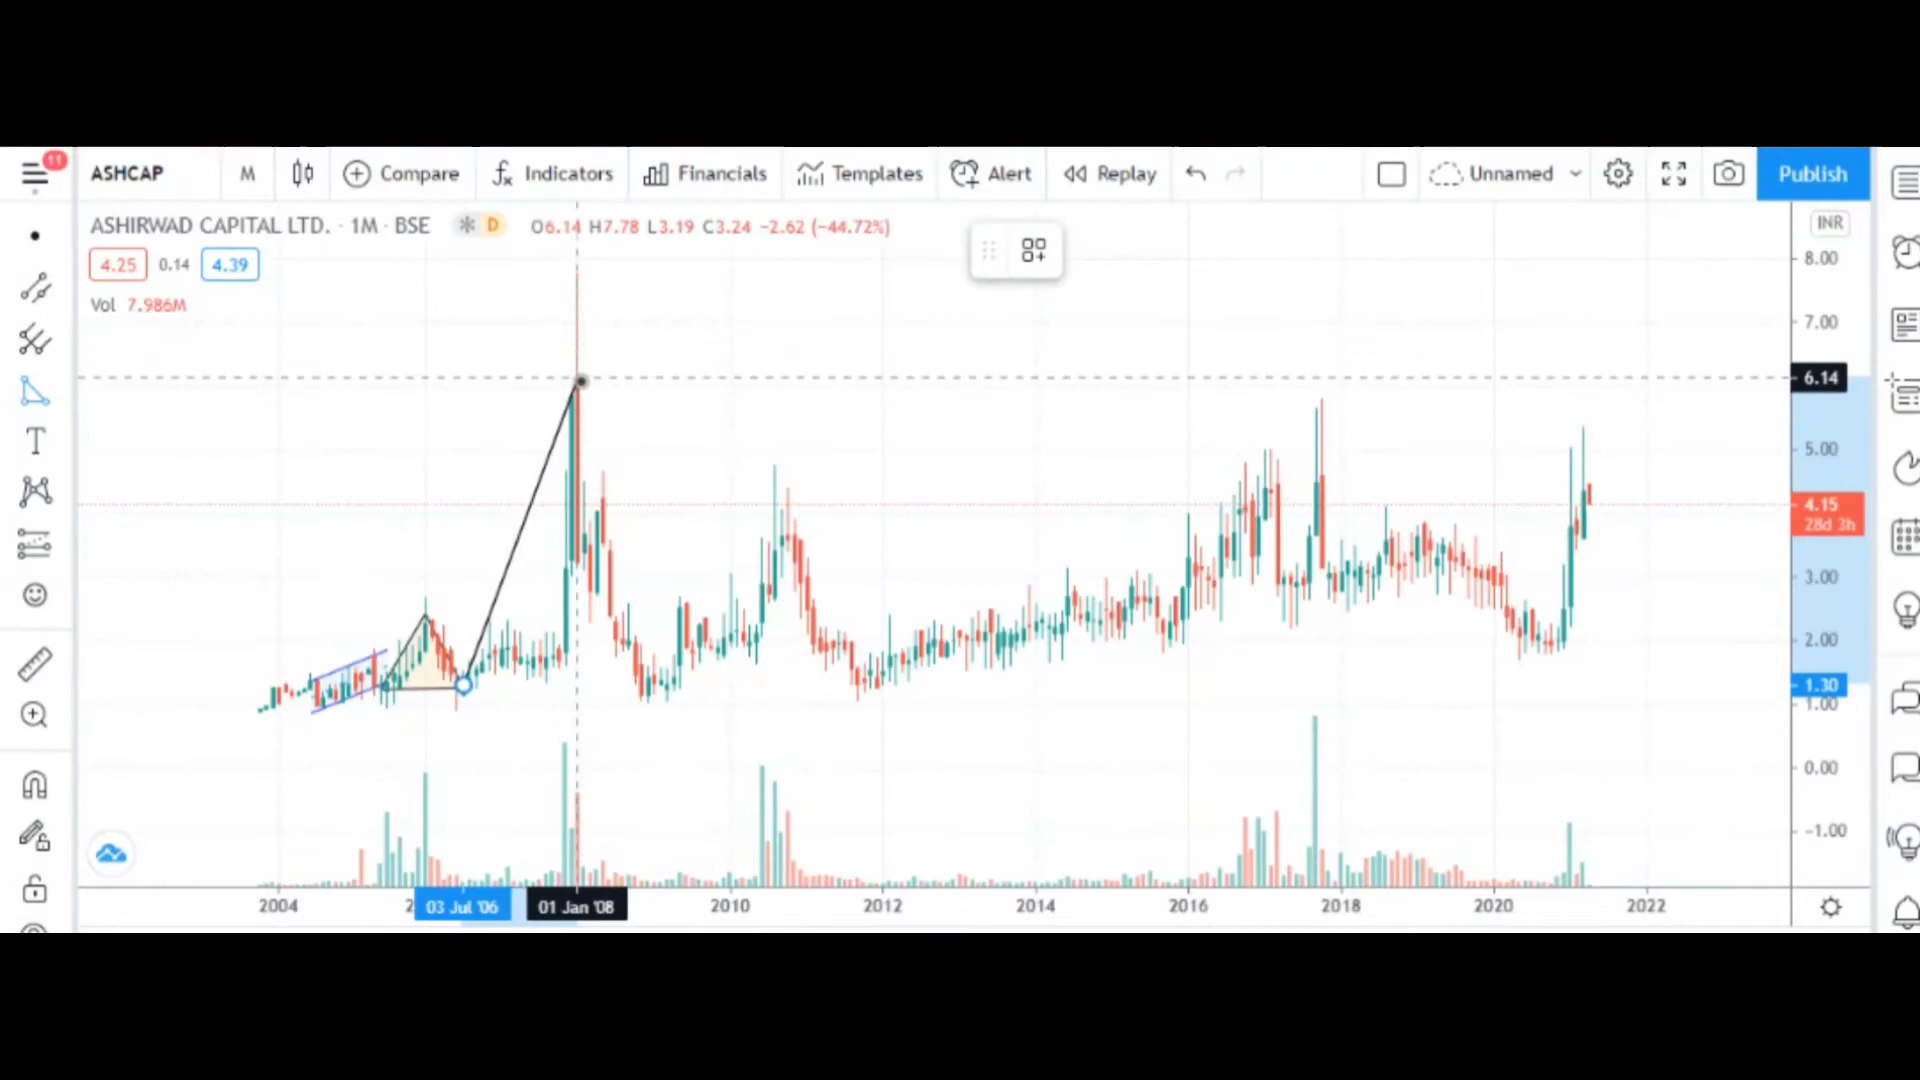 11
ASHCAP M Compare Indicators Financials Templates Alert Replay Unnamed Publish
ASHIRWAD CAPITAL LTD. · 1M · BSE D O6.14 H7.78 L3.19 C3.24 −2.62 (−44.72%) INR
4.25 0.14 4.39
Vol 7.986M
8.00
7.00
6.14
5.00
4.15
28d 3h
3.00
2.00
1.30
1.00
0.00
−1.00
2004 03 Jul '06 01 Jan '08 2010 2012 2014 2016 2018 2020 2022